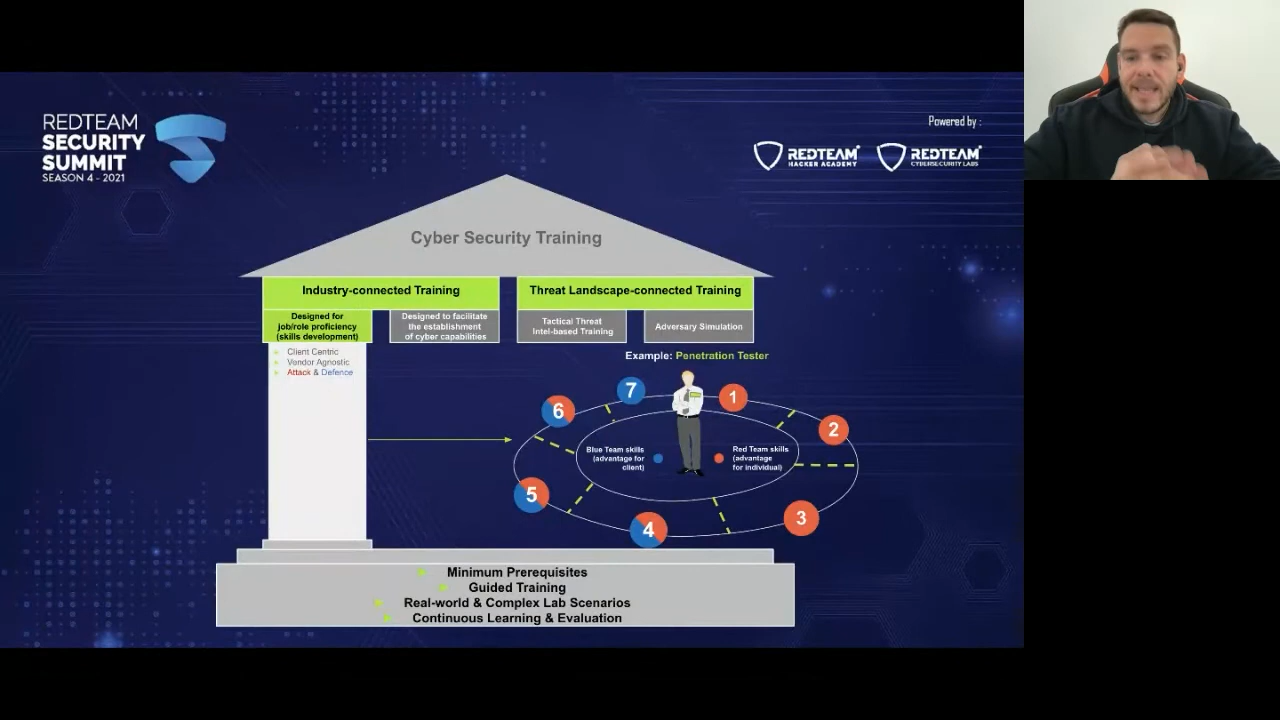 REDTEAM
SECURITY
SUMMIT
SEASON 4 - 2021
Powered by :
REDTEAM
HACKER ACADEMY
REDTEAM
CYBERSECURITY LABS
Cyber Security Training
Industry-connected Training
Threat Landscape-connected Training
Designed for
job/role proficiency
(skills development)
Designed to facilitate
the establishment
of cyber capabilities
Tactical Threat
Intel-based Training
Adversary Simulation
Client Centric
Vendor Agnostic
Attack & Defence
Example: Penetration Tester
7
1
6
2
Blue Team skills
(advantage for
client)
Red Team skills
(advantage
for individual)
5
4
3
Minimum Prerequisites
Guided Training
Real-world & Complex Lab Scenarios
Continuous Learning & Evaluation